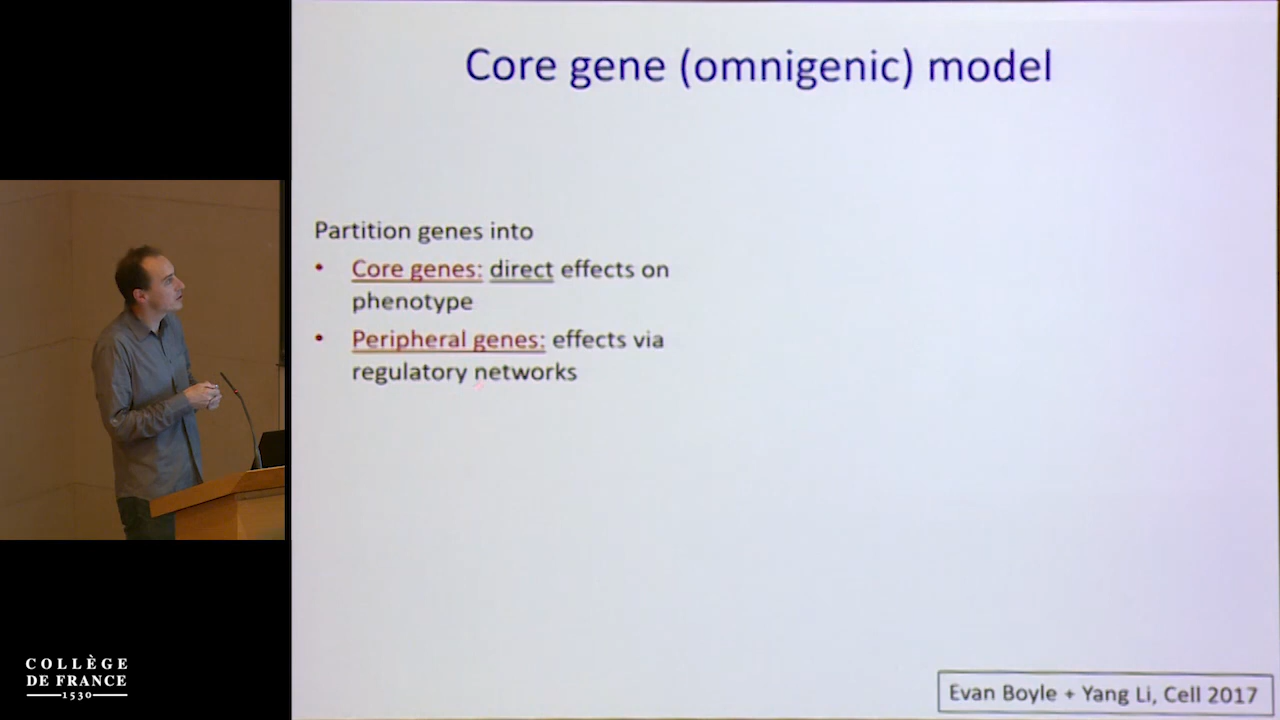 Core gene (omnigenic) model
Partition genes into
• Core genes: direct effects on
phenotype
• Peripheral genes: effects via
regulatory networks
Evan Boyle + Yang Li, Cell 2017
COLLÈGE
DE FRANCE
1530